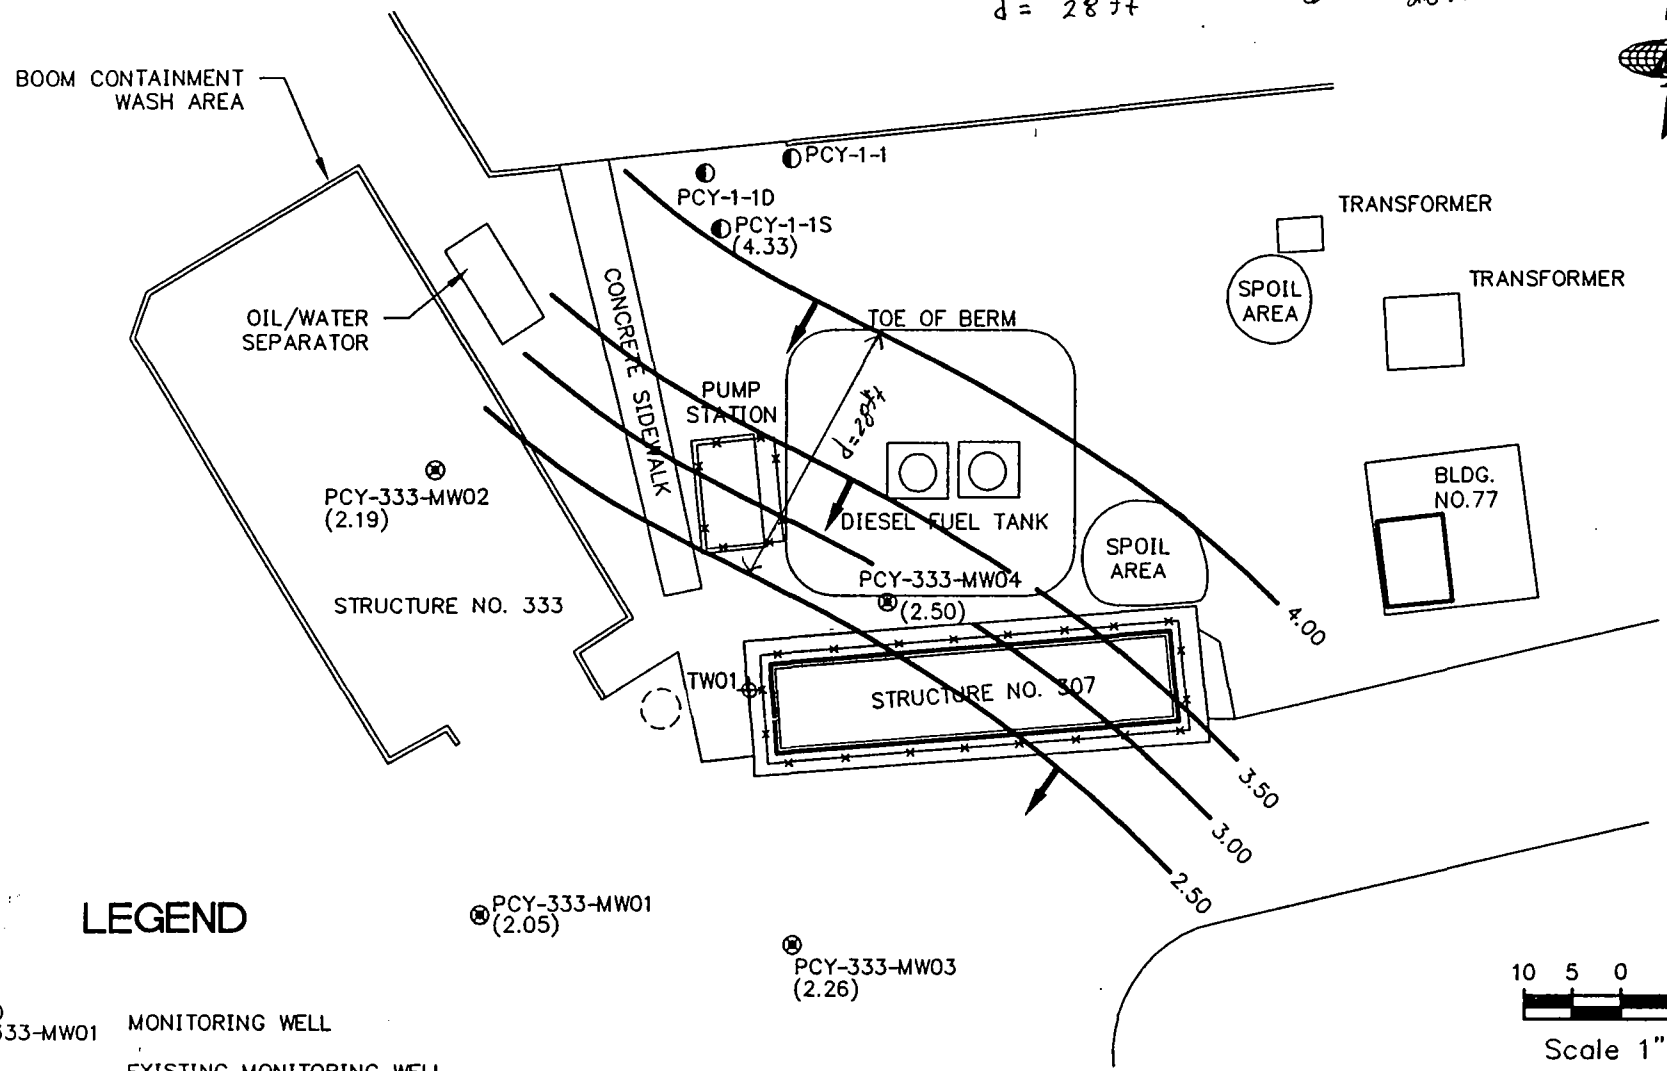 d = 28 ft
BOOM CONTAINMENT
WASH AREA
PCY-1-1
PCY-1-1D
PCY-1-1S
(4.33)
TRANSFORMER
TRANSFORMER
SPOIL
AREA
OIL/WATER
SEPARATOR
CONCRETE SIDEWALK
TOE OF BERM
PUMP
STATION
d=28ft
PCY-333-MW02
(2.19)
DIESEL FUEL TANK
BLDG.
NO.77
SPOIL
AREA
PCY-333-MW04
(2.50)
STRUCTURE NO. 333
4.00
TW01
STRUCTURE NO. 307
3.50
3.00
2.50
LEGEND
PCY-333-MW01
(2.05)
PCY-333-MW03
(2.26)
10 5 0
Scale 1"
333-MW01 MONITORING WELL
EXISTING MONITORING WELL